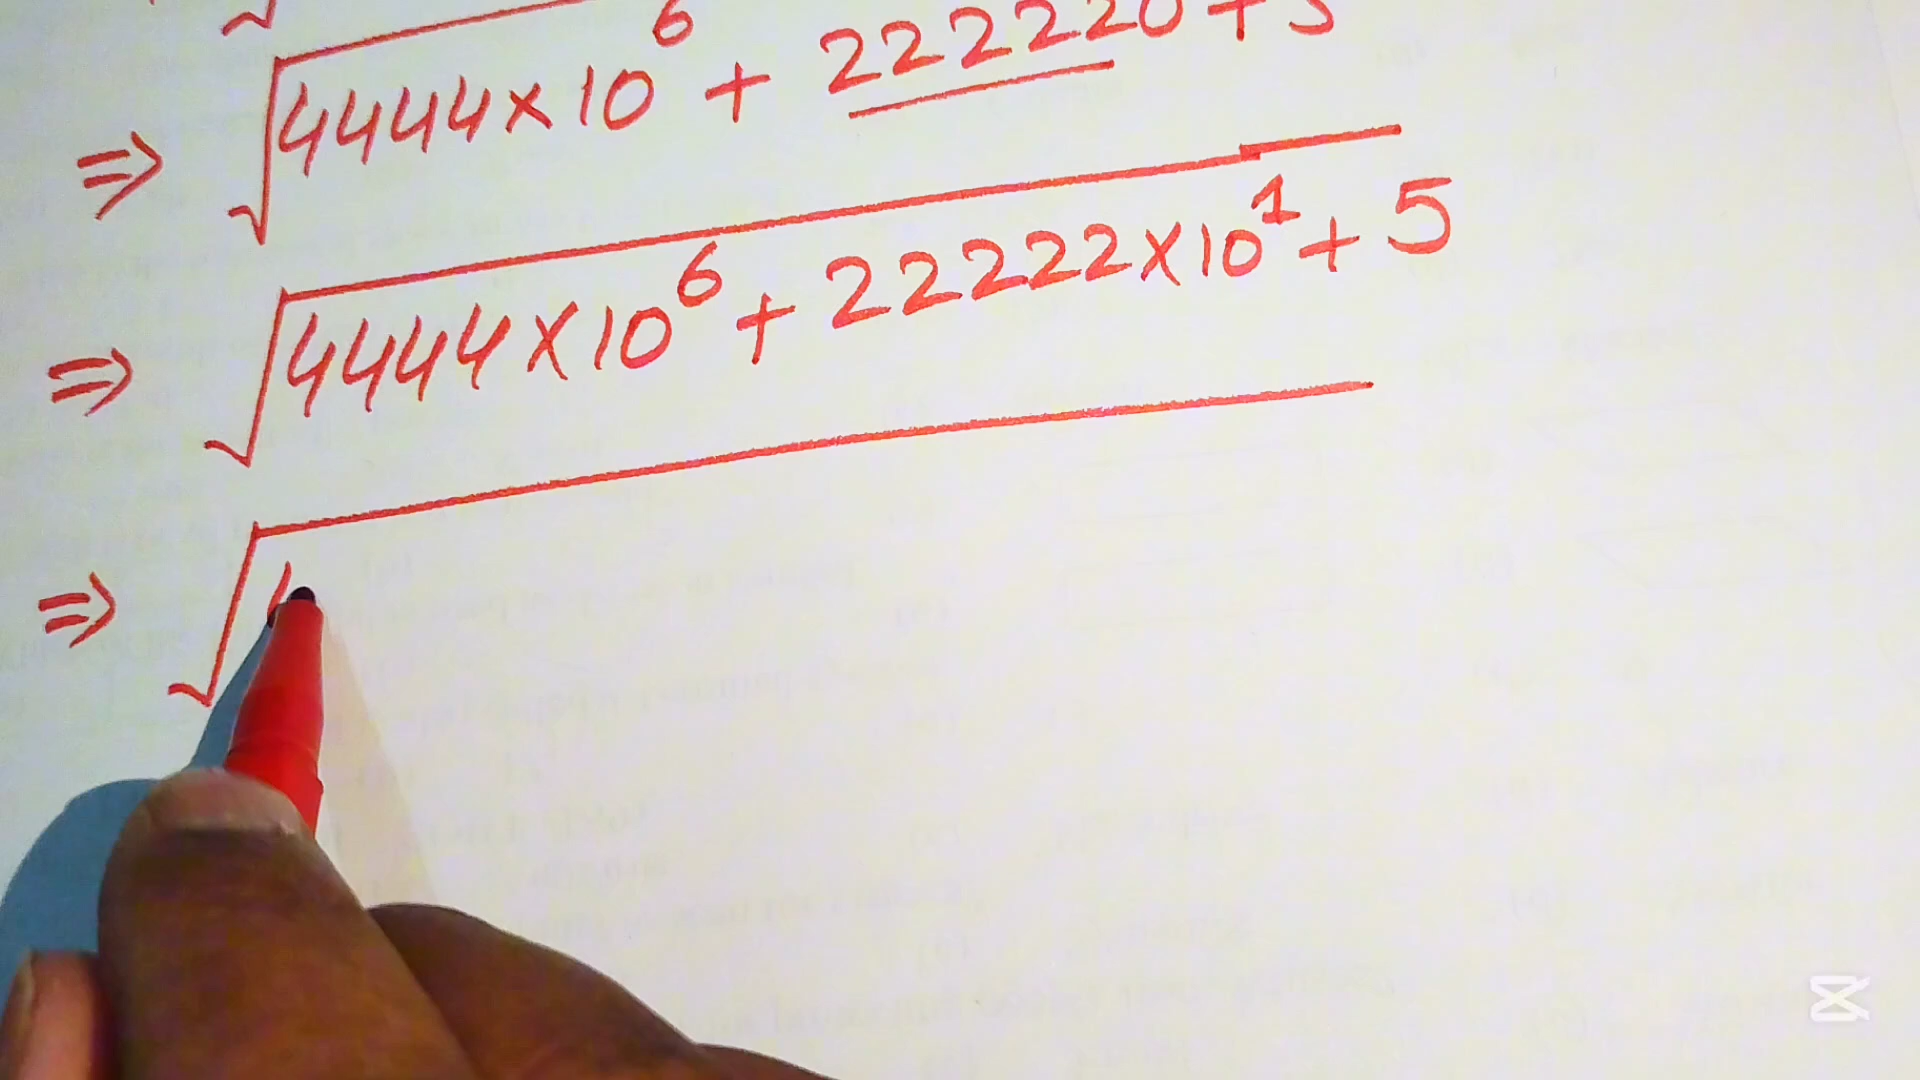 ⇒ √4444×10⁶ + 222220 + 5
⇒ √4444×10⁶ + 22222×10¹ + 5
⇒ √